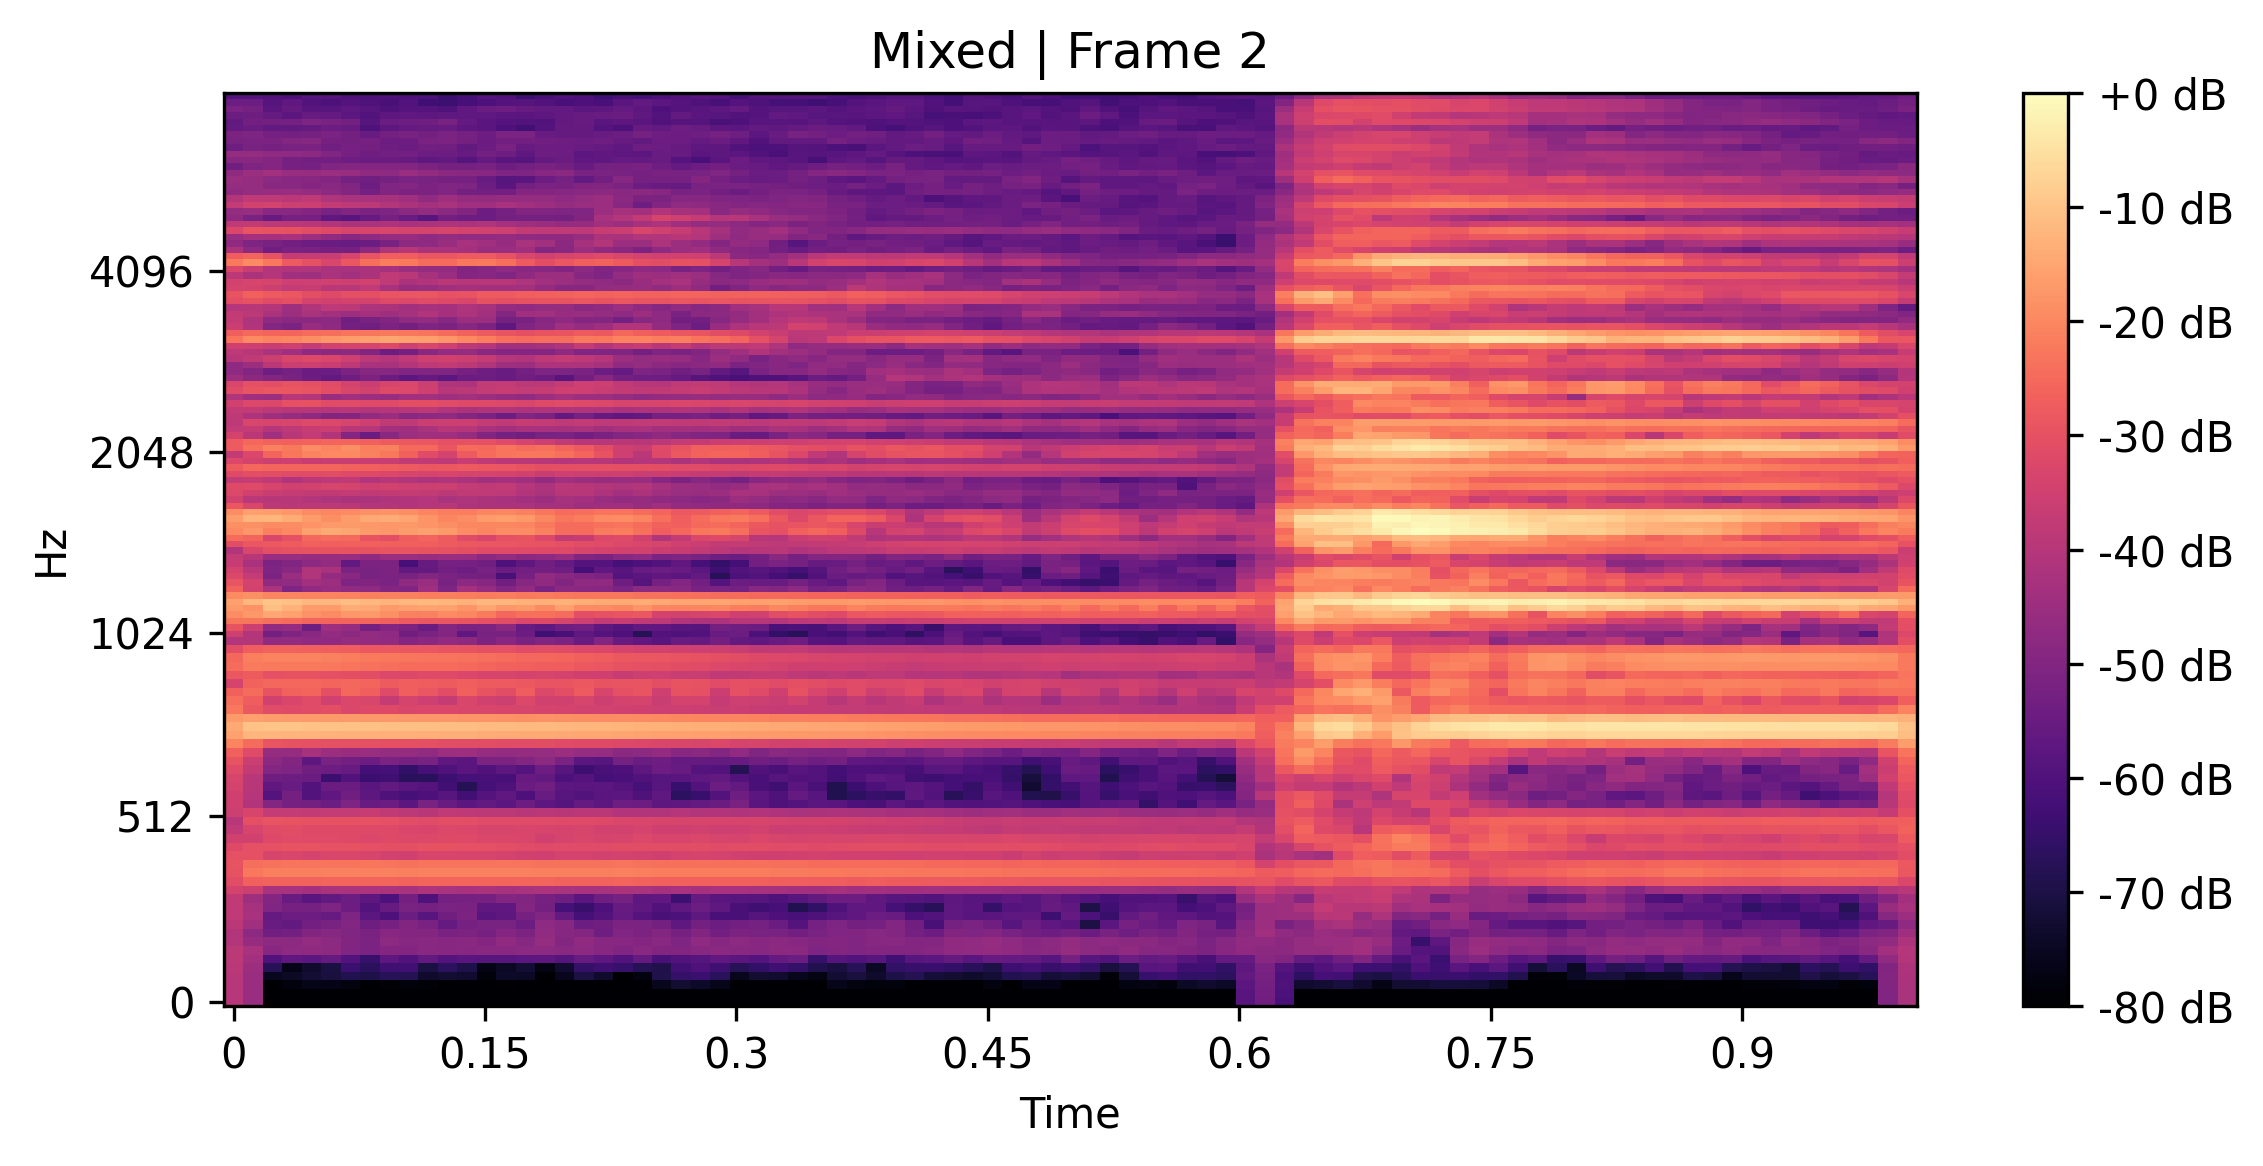 Mixed | Frame 2
+0 dB
-10 dB
-20 dB
-30 dB
-40 dB
-50 dB
-60 dB
-70 dB
-80 dB
Hz
4096
2048
1024
512
0
0 0.15 0.3 0.45 0.6 0.75 0.9
Time